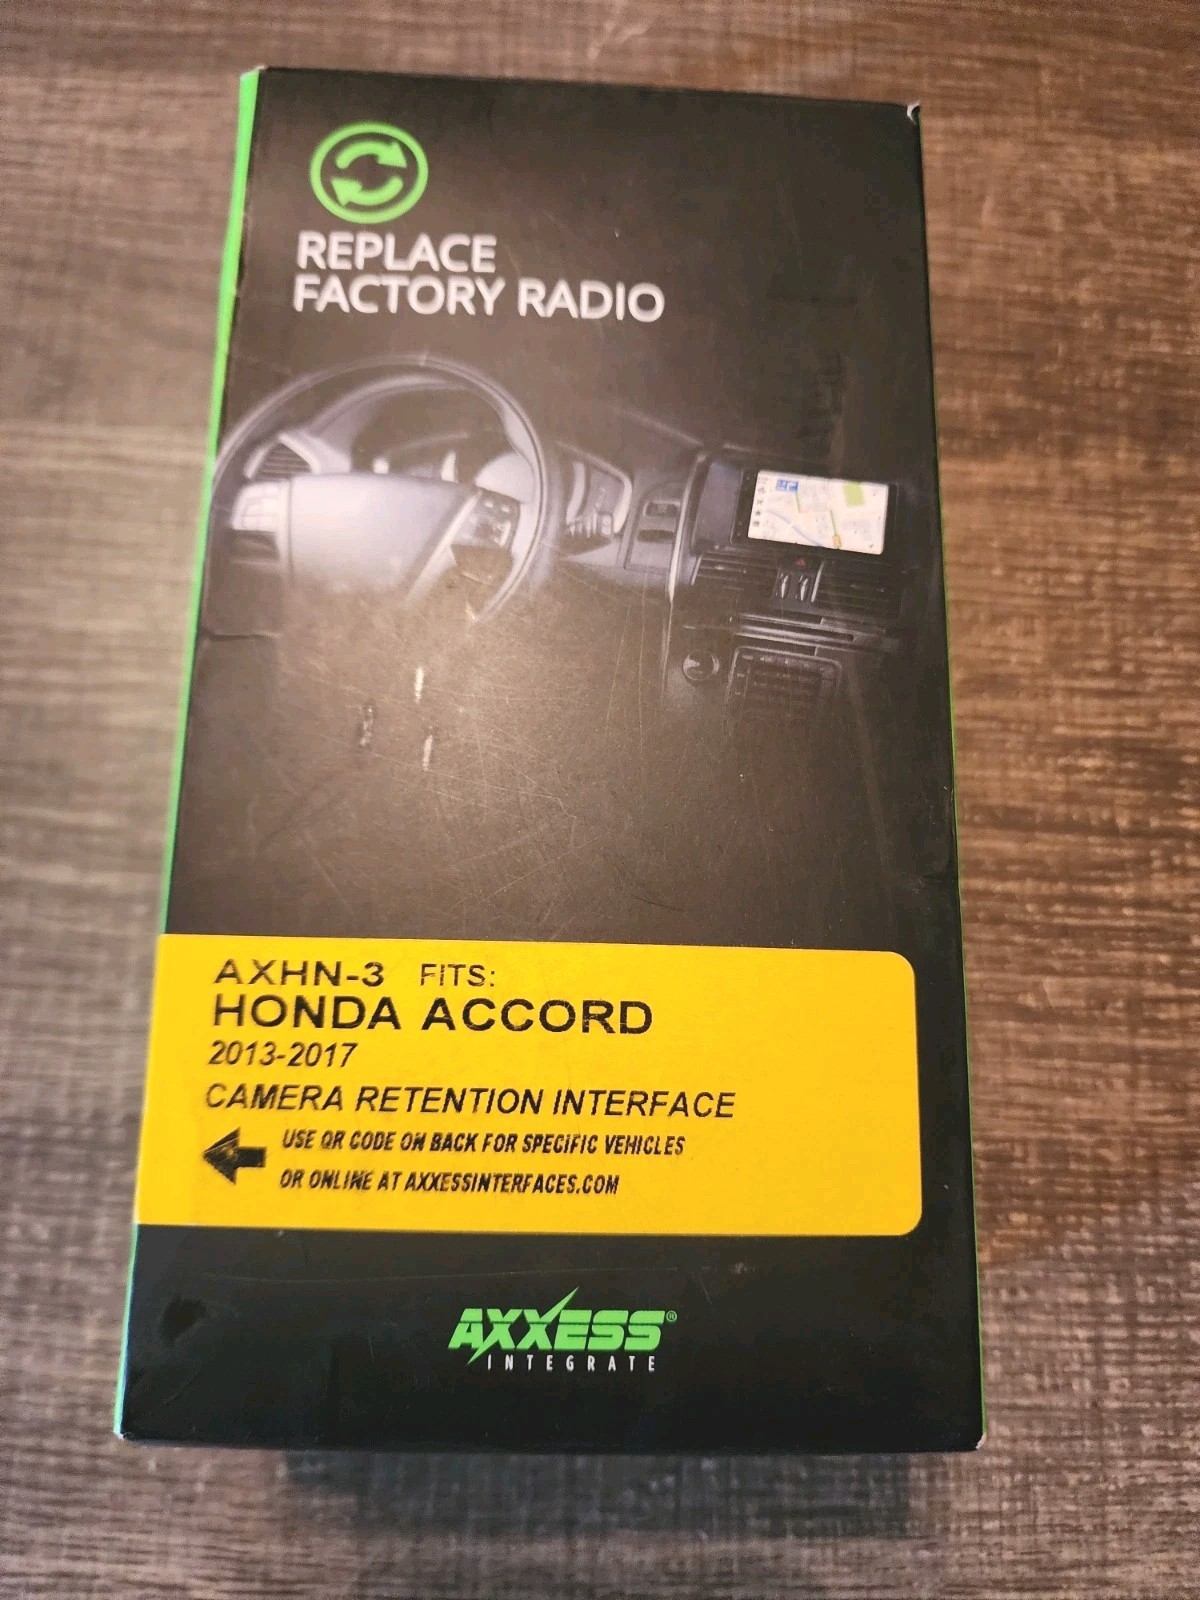 REPLACE
FACTORY RADIO
AXHN-3 FITS:
HONDA ACCORD
2013-2017
CAMERA RETENTION INTERFACE
USE QR CODE ON BACK FOR SPECIFIC VEHICLES
OR ONLINE AT AXXESSINTERFACES.COM
AXXESS®
INTEGRATE